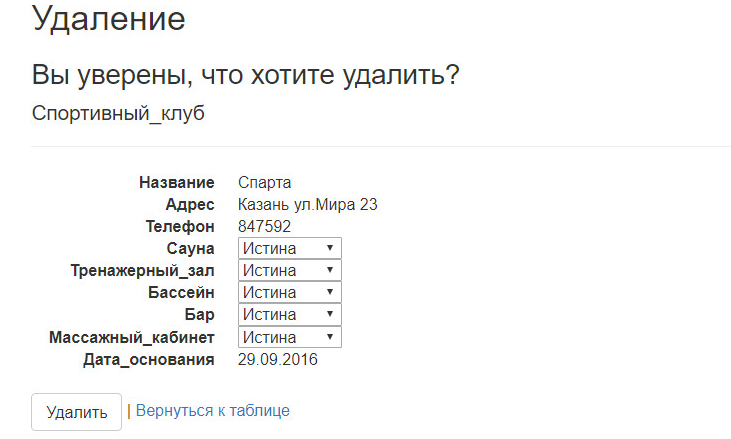 Удаление
Вы уверены, что хотите удалить?
Спортивный_клуб
Название Спарта
Адрес Казань ул.Мира 23
Телефон 847592
Сауна Истина
Тренажерный_зал Истина
Бассейн Истина
Бар Истина
Массажный_кабинет Истина
Дата_основания 29.09.2016
Удалить | Вернуться к таблице